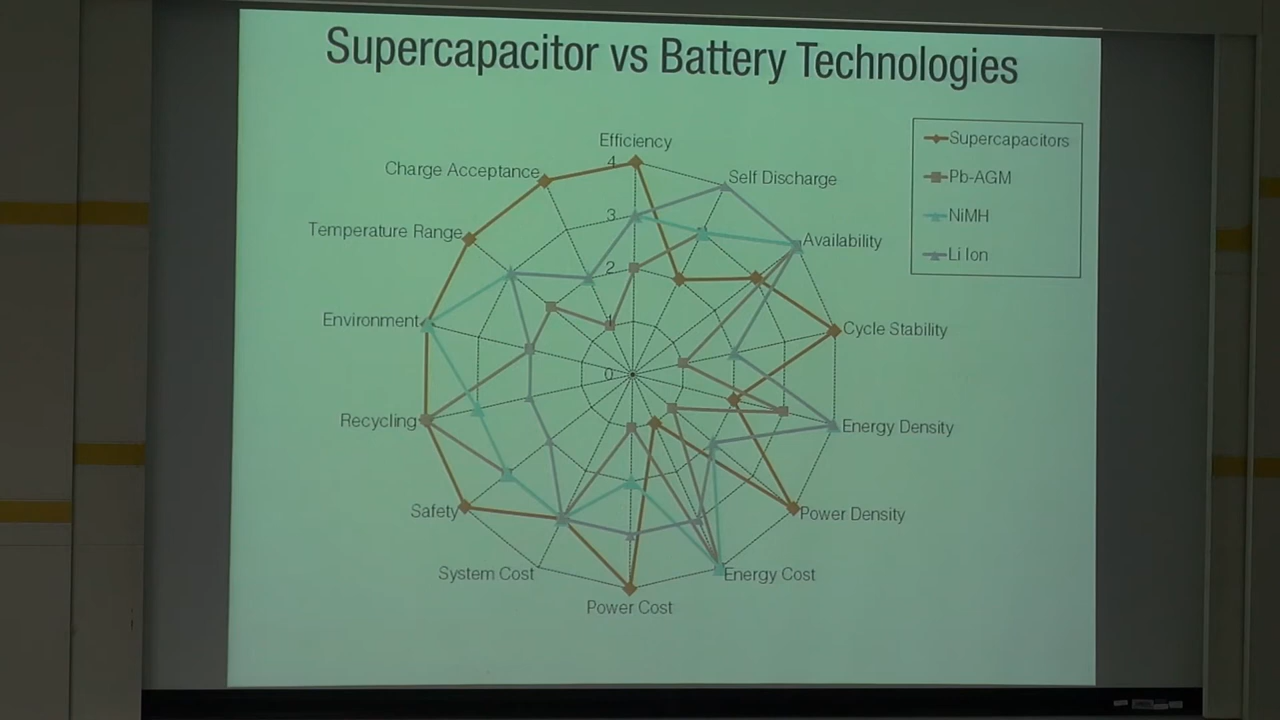 Supercapacitor vs Battery Technologies
Efficiency
Self Discharge
Availability
Cycle Stability
Energy Density
Power Density
Energy Cost
Power Cost
System Cost
Safety
Recycling
Environment
Temperature Range
Charge Acceptance
4
3
2
1
0
Supercapacitors
Pb-AGM
NiMH
Li Ion